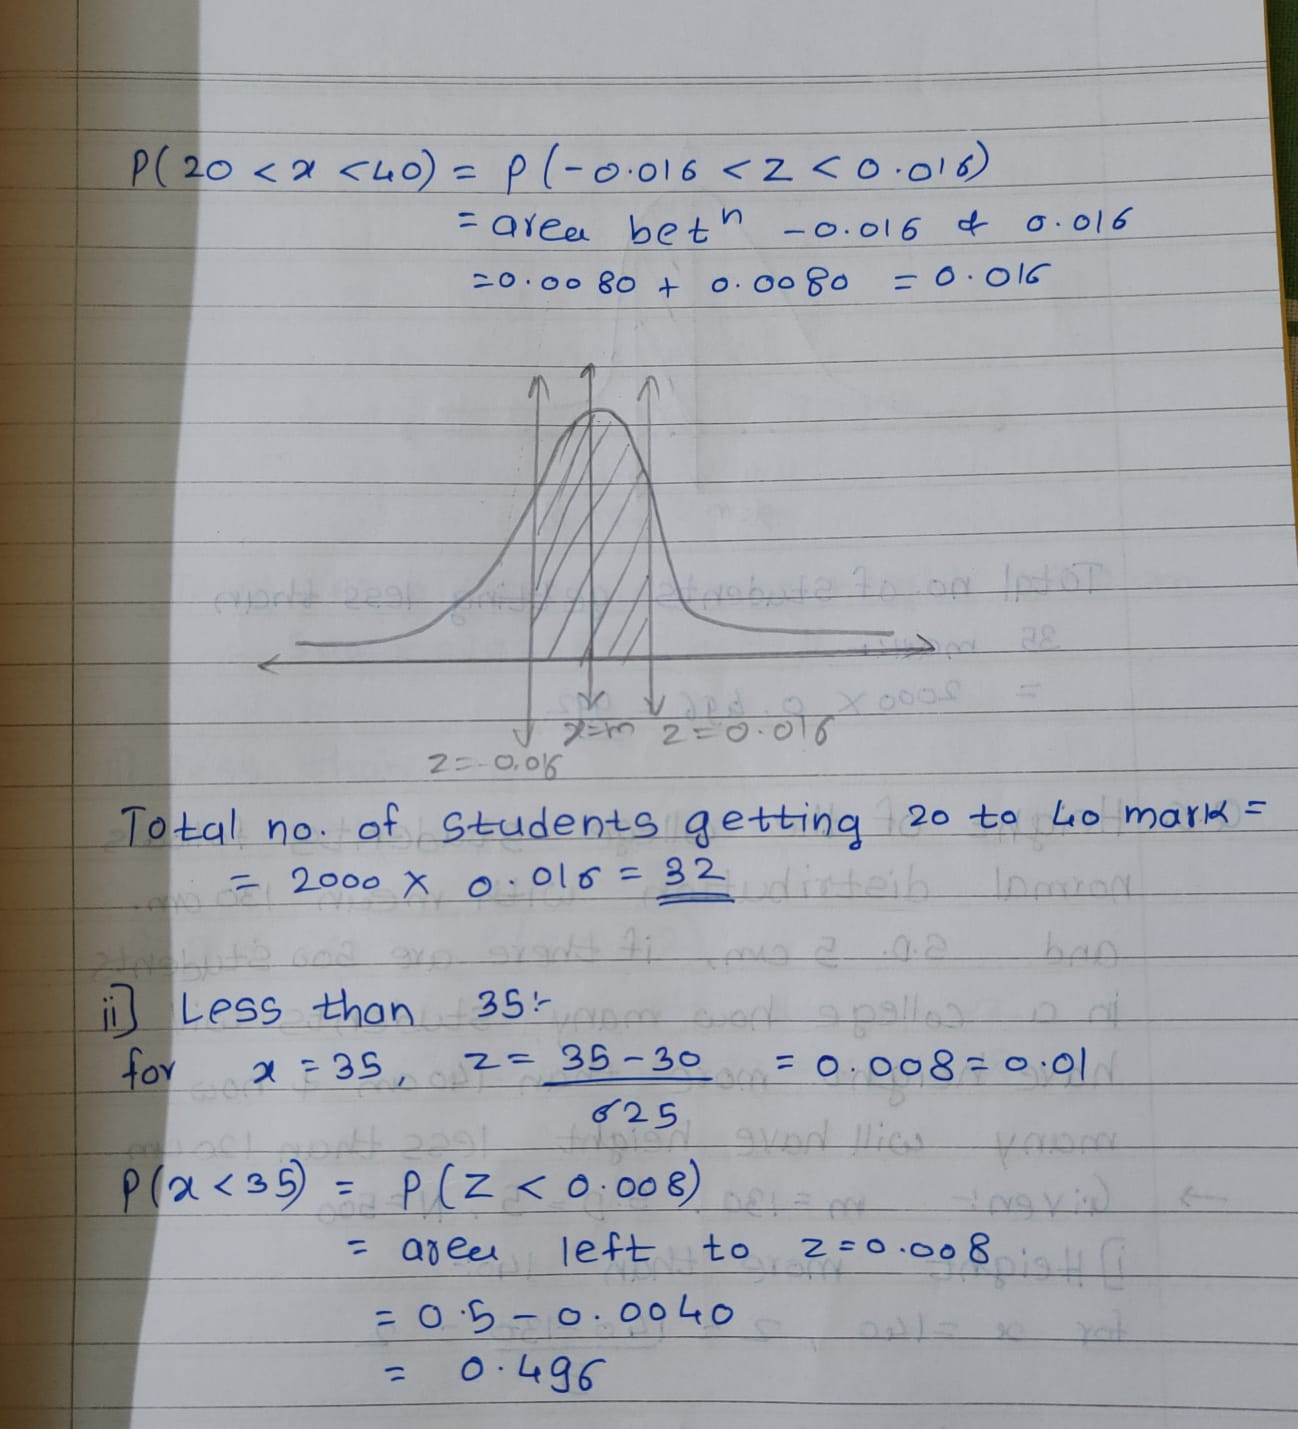 P(20 < x < 40) = P(-0.016 < Z < 0.016)
= area betⁿ -0.016 & 0.016
= 0.0080 + 0.0080 = 0.016
x=m z=0.016
z=-0.016
Total no. of students getting 20 to 40 mark =
= 2000 × 0.016 = 32
ii] Less than 35:-
for x = 35, z = 35-30 / 625 = 0.008 = 0.01
P(x < 35) = P(Z < 0.008)
= area left to z=0.008
= 0.5 - 0.0040
= 0.496